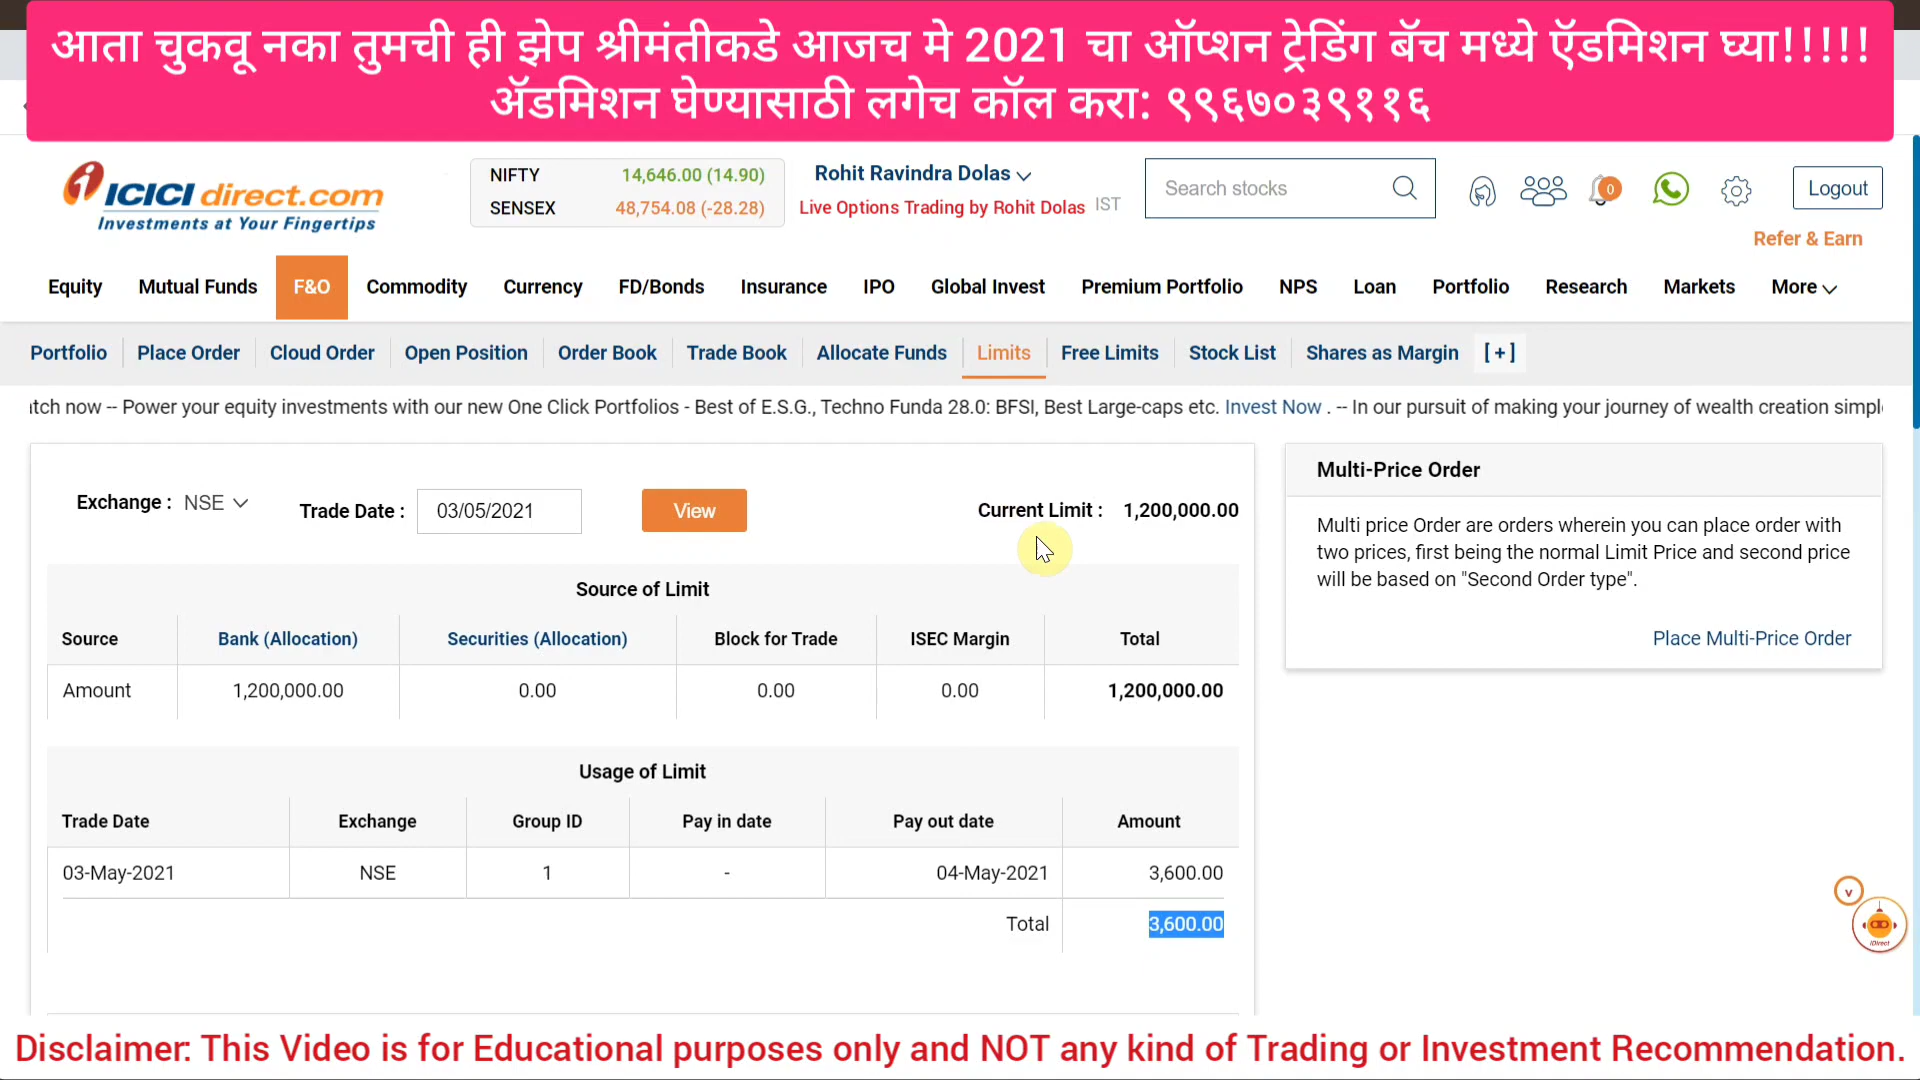 आता चुकवू नका तुमची ही झेप श्रीमंतीकडे आजच मे 2021 चा ऑप्शन ट्रेडिंग बॅच मध्ये ऍडमिशन घ्या!!!!!
ॲडमिशन घेण्यासाठी लगेच कॉल करा: ९९६७०३९११६
ICICI direct.com
Investments at Your Fingertips
NIFTY 14,646.00 (14.90)
SENSEX 48,754.08 (-28.28)
Rohit Ravindra Dolas
Live Options Trading by Rohit Dolas IST
Search stocks
0
Logout
Refer & Earn
Equity Mutual Funds F&O Commodity Currency FD/Bonds Insurance IPO Global Invest Premium Portfolio NPS Loan Portfolio Research Markets More
Portfolio Place Order Cloud Order Open Position Order Book Trade Book Allocate Funds Limits Free Limits Stock List Shares as Margin [+]
-- Power your equity investments with our new One Click Portfolios - Best of E.S.G., Techno Funda 28.0: BFSI, Best Large-caps etc. Invest Now . -- In our pursuit of making your journey of wealth creation
Exchange : NSE Trade Date : 03/05/2021 View Current Limit : 1,200,000.00
Source of Limit
Source Bank (Allocation) Securities (Allocation) Block for Trade ISEC Margin Total
Amount 1,200,000.00 0.00 0.00 0.00 1,200,000.00
Usage of Limit
Trade Date Exchange Group ID Pay in date Pay out date Amount
03-May-2021 NSE 1 - 04-May-2021 3,600.00
Total 3,600.00
Multi-Price Order
Multi price Order are orders wherein you can place order with
two prices, first being the normal Limit Price and second price
will be based on "Second Order type".
Place Multi-Price Order
v
iDirect
Disclaimer: This Video is for Educational purposes only and NOT any kind of Trading or Investment Recommendation.